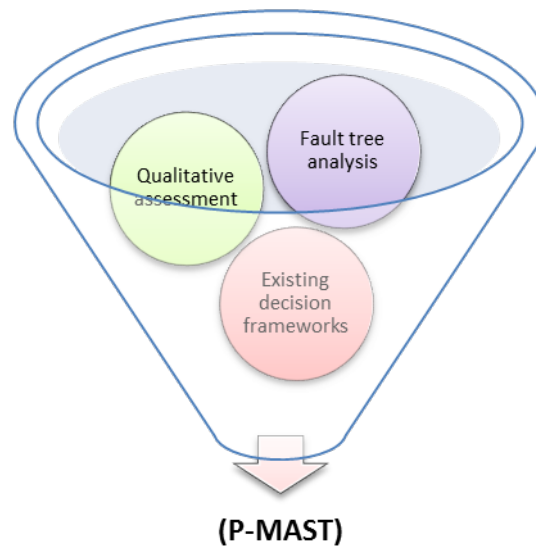 Fault tree
analysis
Qualitative
assessment
Existing
decision
frameworks
(P-MAST)